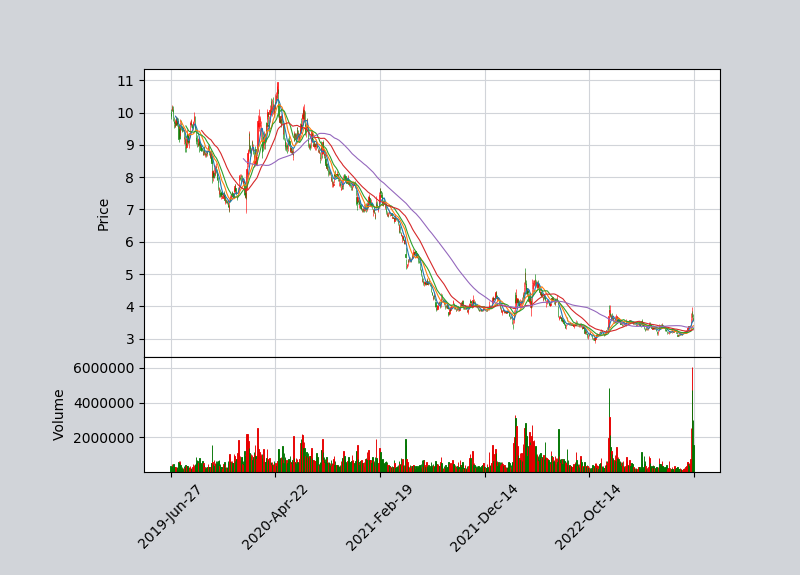 11
10
9
8
7
6
5
4
3
Price
6000000
4000000
2000000
Volume
2019-Jun-27
2020-Apr-22
2021-Feb-19
2021-Dec-14
2022-Oct-14